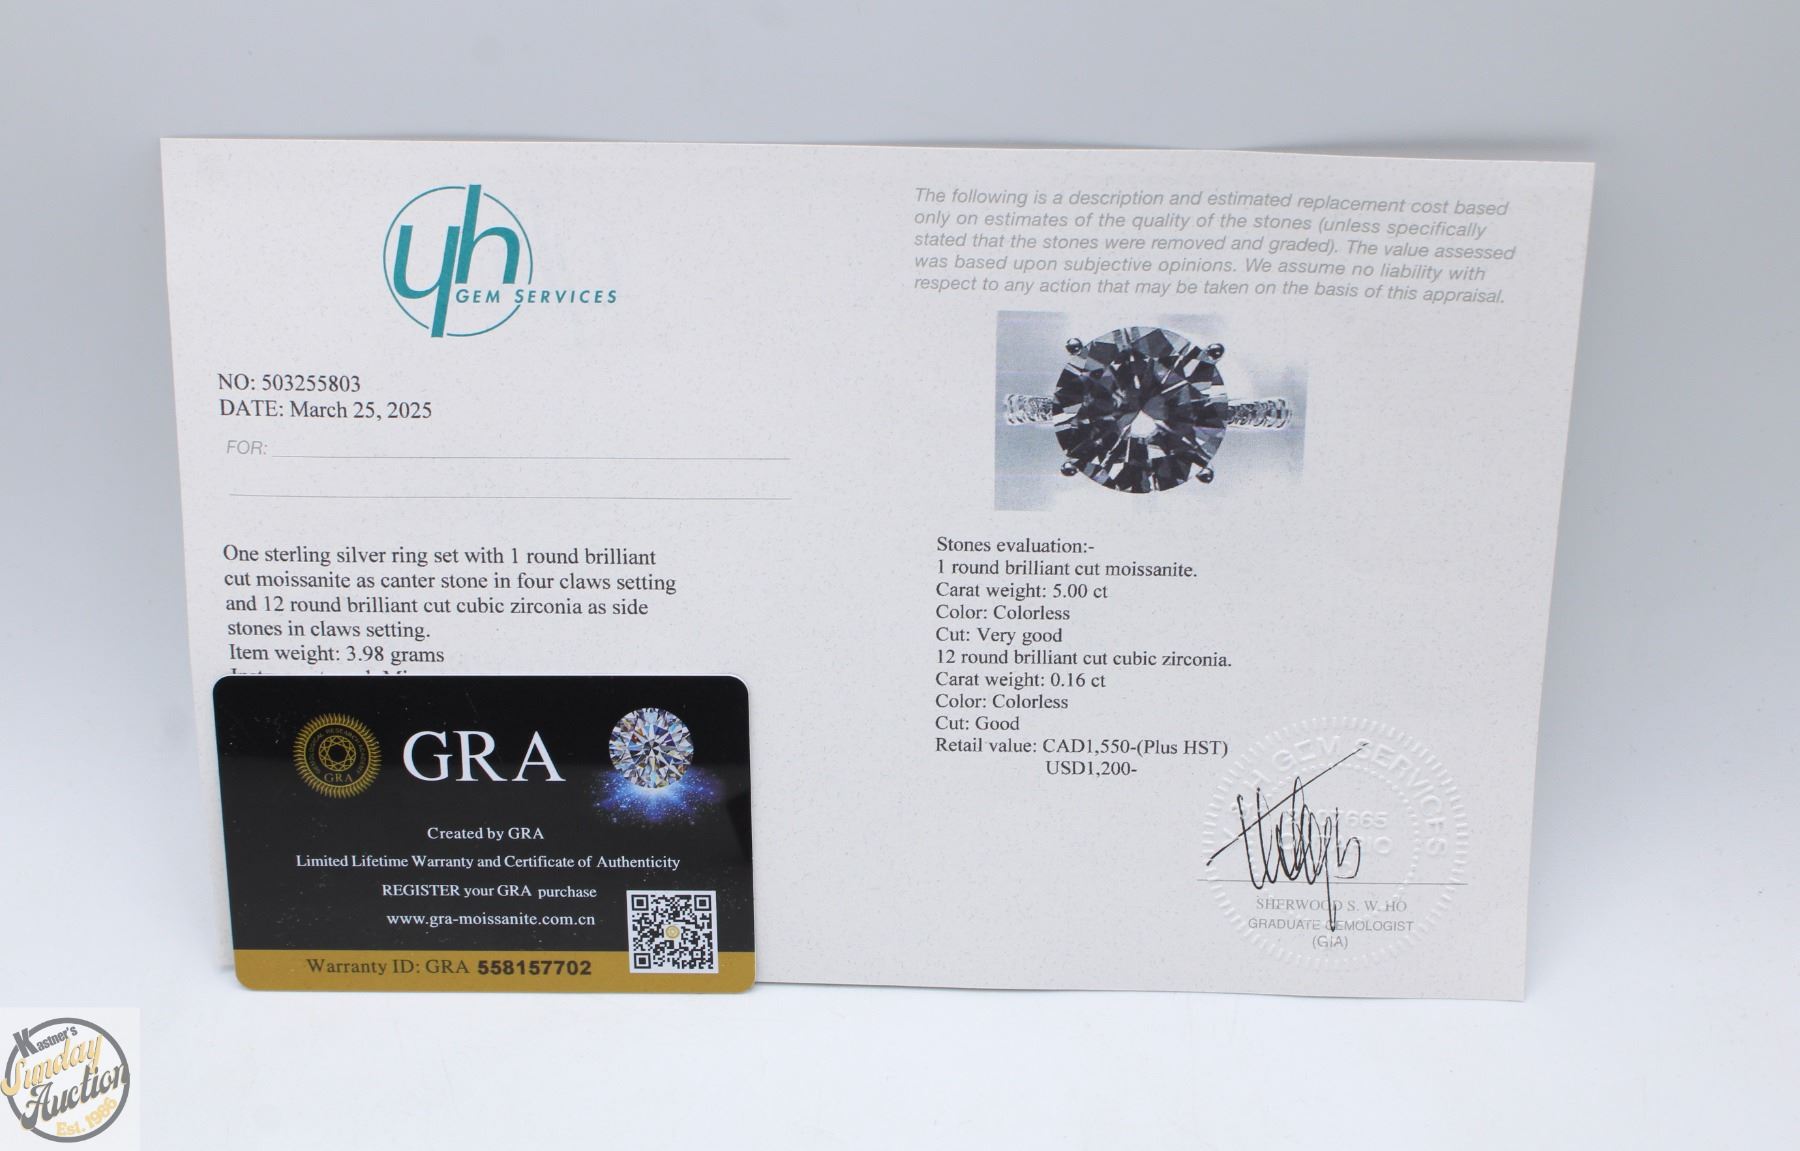 yh
GEM SERVICES
NO: 503255803
DATE: March 25, 2025
FOR:
One sterling silver ring set with 1 round brilliant
cut moissanite as canter stone in four claws setting
and 12 round brilliant cut cubic zirconia as side
stones in claws setting.
Item weight: 3.98 grams
The following is a description and estimated replacement cost based
only on estimates of the quality of the stones (unless specifically
stated that the stones were removed and graded). The value assessed
was based upon subjective opinions. We assume no liability with
respect to any action that may be taken on the basis of this appraisal.
Stones evaluation:-
1 round brilliant cut moissanite.
Carat weight: 5.00 ct
Color: Colorless
Cut: Very good
12 round brilliant cut cubic zirconia.
Carat weight: 0.16 ct
Color: Colorless
Cut: Good
Retail value: CAD1,550-(Plus HST)
USD1,200-
GEM SERVICES
SHERWOOD S. W. HO
GRADUATE GEMOLOGIST
(GIA)
GEMOLOGICAL RESEARCH ACADEMY
GRA
GRA
Created by GRA
Limited Lifetime Warranty and Certificate of Authenticity
REGISTER your GRA purchase
www.gra-moissanite.com.cn
Warranty ID: GRA 558157702
Kastner's
Sunday
Auction
Est. 1986